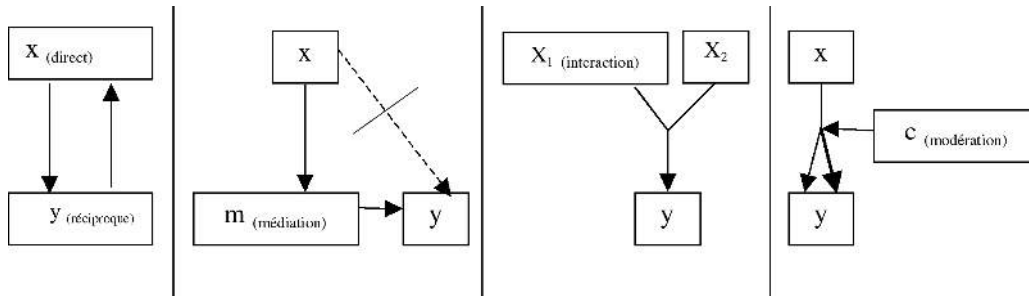 x (direct)
y (réciproque)
x
m (médiation)
y
X1 (interaction)
X2
y
x
c (modération)
y